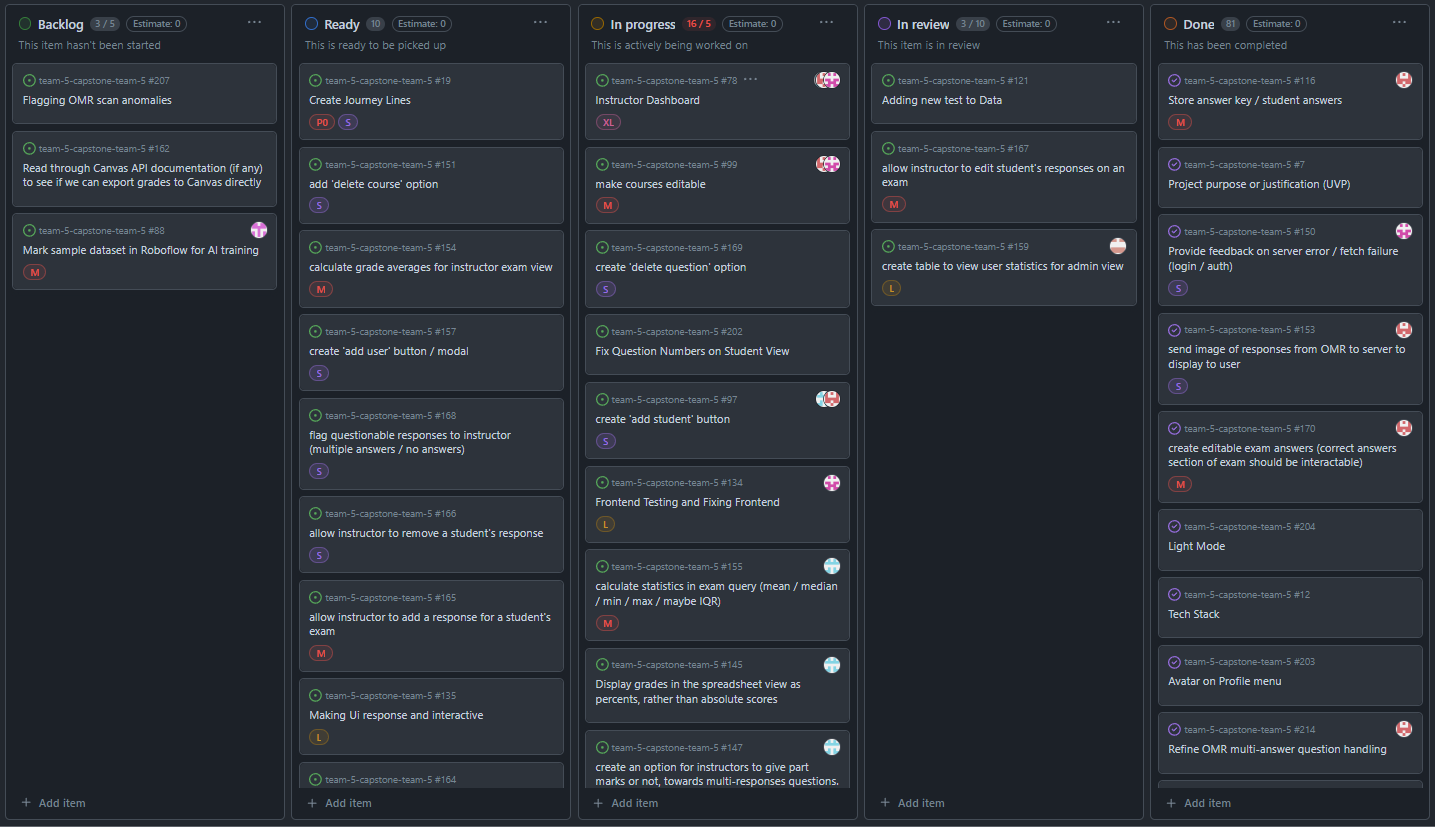 Backlog 3 / 5 Estimate: 0 ...
This item hasn't been started
team-5-capstone-team-5 #207
Flagging OMR scan anomalies
team-5-capstone-team-5 #162
Read through Canvas API documentation (if any)
to see if we can export grades to Canvas directly
team-5-capstone-team-5 #88
Mark sample dataset in Roboflow for AI training
M
+ Add item
Ready 10 Estimate: 0 ...
This is ready to be picked up
team-5-capstone-team-5 #19
Create Journey Lines
P0 S
team-5-capstone-team-5 #151
add 'delete course' option
S
team-5-capstone-team-5 #154
calculate grade averages for instructor exam view
M
team-5-capstone-team-5 #157
create 'add user' button / modal
S
team-5-capstone-team-5 #168
flag questionable responses to instructor
(multiple answers / no answers)
S
team-5-capstone-team-5 #166
allow instructor to remove a student's response
S
team-5-capstone-team-5 #165
allow instructor to add a response for a student's
exam
M
team-5-capstone-team-5 #135
Making Ui response and interactive
L
team-5-capstone-team-5 #164
+ Add item
In progress 16 / 5 Estimate: 0 ...
This is actively being worked on
team-5-capstone-team-5 #78 ...
Instructor Dashboard
XL
team-5-capstone-team-5 #99
make courses editable
M
team-5-capstone-team-5 #169
create 'delete question' option
S
team-5-capstone-team-5 #202
Fix Question Numbers on Student View
team-5-capstone-team-5 #97
create 'add student' button
S
team-5-capstone-team-5 #134
Frontend Testing and Fixing Frontend
L
team-5-capstone-team-5 #155
calculate statistics in exam query (mean / median
/ min / max / maybe IQR)
M
team-5-capstone-team-5 #145
Display grades in the spreadsheet view as
percents, rather than absolute scores
team-5-capstone-team-5 #147
create an option for instructors to give part
marks or not, towards multi-responses questions.
+ Add item
In review 3 / 10 Estimate: 0 ...
This item is in review
team-5-capstone-team-5 #121
Adding new test to Data
team-5-capstone-team-5 #167
allow instructor to edit student's responses on an
exam
M
team-5-capstone-team-5 #159
create table to view user statistics for admin view
L
+ Add item
Done 81 Estimate: 0 ...
This has been completed
team-5-capstone-team-5 #116
Store answer key / student answers
M
team-5-capstone-team-5 #7
Project purpose or justification (UVP)
team-5-capstone-team-5 #150
Provide feedback on server error / fetch failure
(login / auth)
S
team-5-capstone-team-5 #153
send image of responses from OMR to server to
display to user
S
team-5-capstone-team-5 #170
create editable exam answers (correct answers
section of exam should be interactable)
M
team-5-capstone-team-5 #204
Light Mode
team-5-capstone-team-5 #12
Tech Stack
team-5-capstone-team-5 #203
Avatar on Profile menu
team-5-capstone-team-5 #214
Refine OMR multi-answer question handling
+ Add item